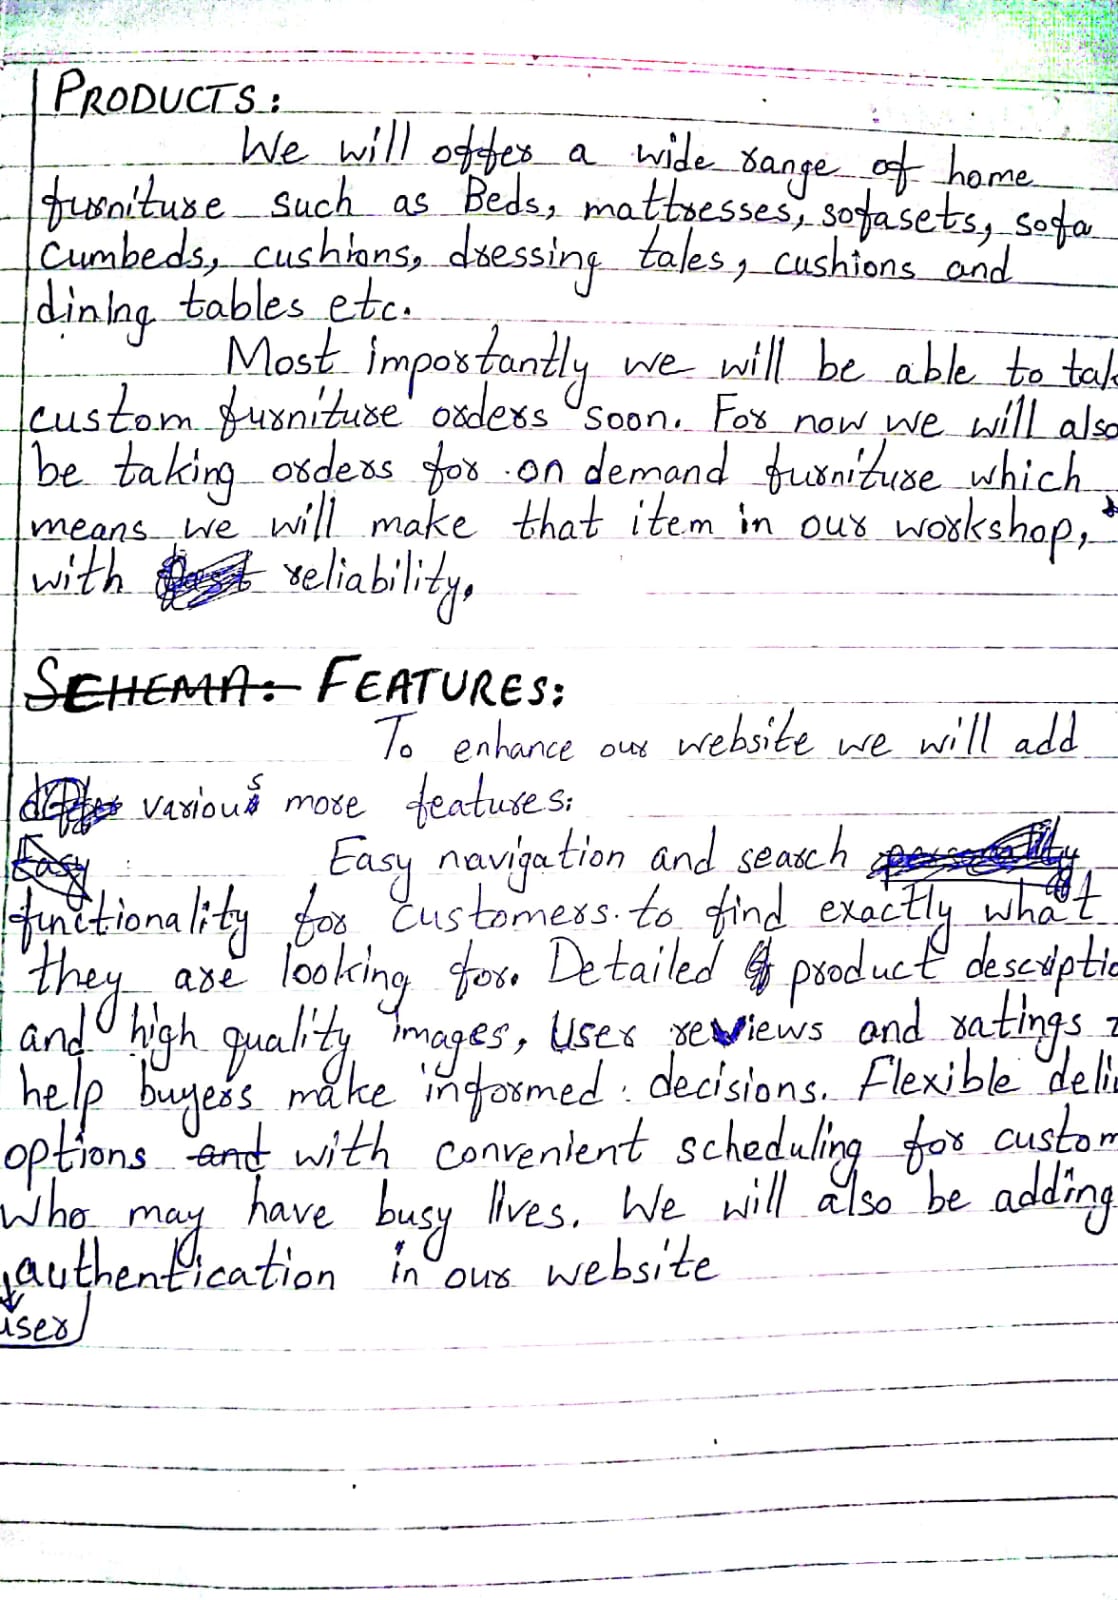 PRODUCTS:
We will offer a wide range of home
furniture such as Beds, mattresses, sofasets, sofa
cumbeds, cushions, dressing tales, cushions and
dining tables etc.
Most importantly we will be able to tak
custom furniture orders soon. For now we will also
be taking orders for on demand furniture which
means we will make that item in our workshop,
with reliability.
SCHEMA: FEATURES:
To enhance our website we will add
various more features:
Easy Easy navigation and search
functionality for customers to find exactly what
they are looking for. Detailed product descriptio
and high quality images, User reviews and ratings
help buyers make informed decisions. Flexible deli
options and with convenient scheduling for custom
who may have busy lives. We will also be adding
authentication in our website
user